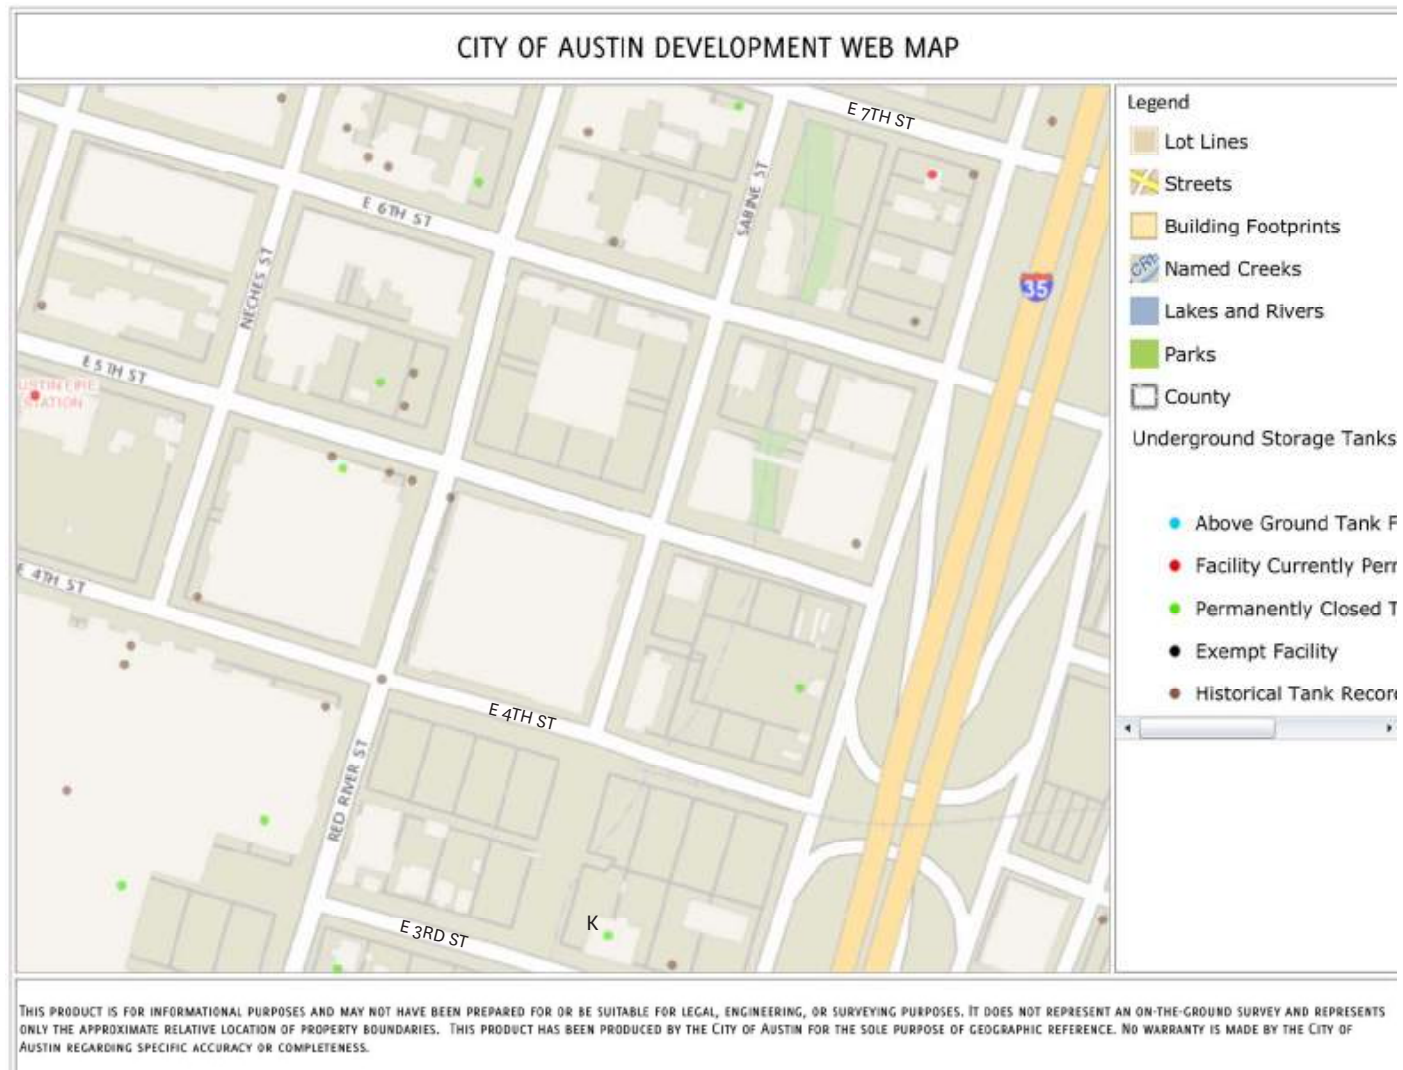 CITY OF AUSTIN DEVELOPMENT WEB MAP
E 7TH ST
SABINE ST
E 6TH ST
NECHES ST
35
E 5TH ST
STATION
E 4TH ST
E 4TH ST
RED RIVER ST
K
E 3RD ST
Legend
Lot Lines
Streets
Building Footprints
Named Creeks
Lakes and Rivers
Parks
County
Underground Storage Tanks
Above Ground Tank F
Facility Currently Perr
Permanently Closed T
Exempt Facility
Historical Tank Recor
THIS PRODUCT IS FOR INFORMATIONAL PURPOSES AND MAY NOT HAVE BEEN PREPARED FOR OR BE SUITABLE FOR LEGAL, ENGINEERING, OR SURVEYING PURPOSES. IT DOES NOT REPRESENT AN ON-THE-GROUND SURVEY AND REPRESENTS
ONLY THE APPROXIMATE RELATIVE LOCATION OF PROPERTY BOUNDARIES. THIS PRODUCT HAS BEEN PRODUCED BY THE CITY OF AUSTIN FOR THE SOLE PURPOSE OF GEOGRAPHIC REFERENCE. NO WARRANTY IS MADE BY THE CITY OF
AUSTIN REGARDING SPECIFIC ACCURACY OR COMPLETENESS.